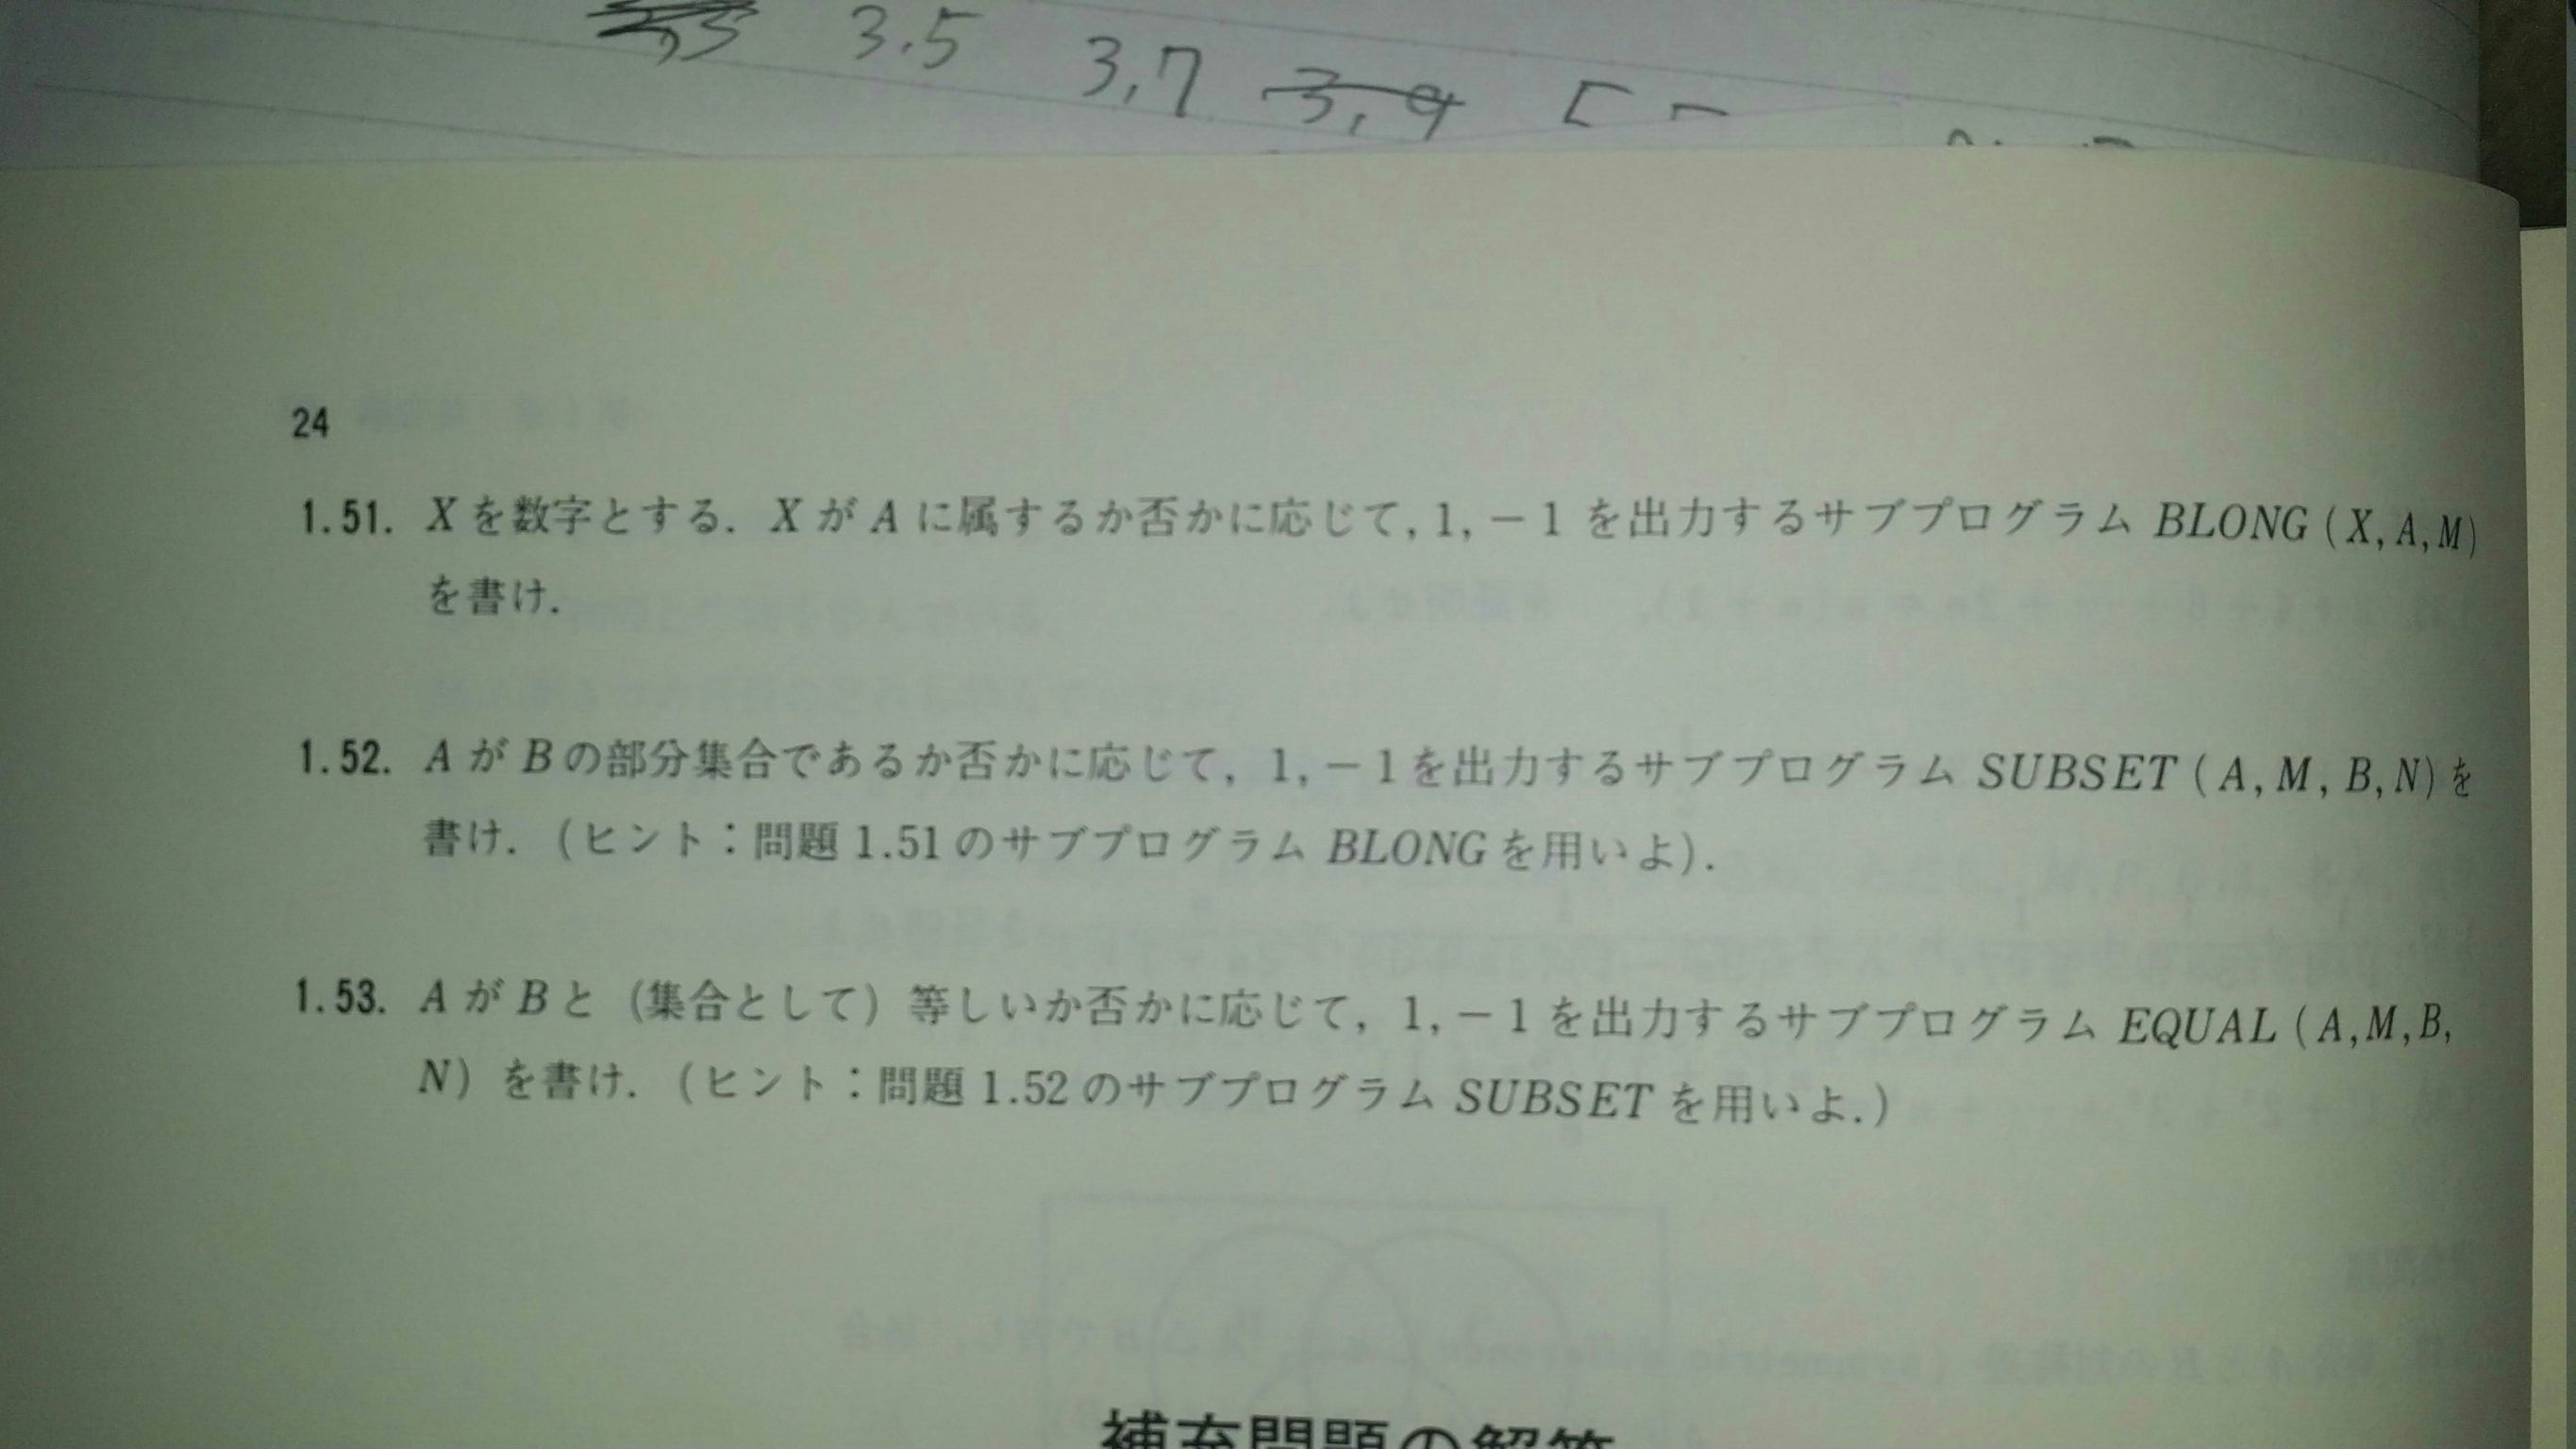 3.5 3,7 3,9
24
1.51. Xを数字とする. XがAに属するか否かに応じて, 1, −1 を出力するサブプログラム BLONG (X, A, M)
を書け.
1.52. AがBの部分集合であるか否かに応じて, 1, −1を出力するサブプログラム SUBSET (A, M, B, N) を
書け. (ヒント:問題 1.51 のサブプログラム BLONG を用いよ).
1.53. AがBと (集合として) 等しいか否かに応じて, 1, −1 を出力するサブプログラム EQUAL (A, M, B,
N) を書け. (ヒント:問題 1.52 のサブプログラム SUBSET を用いよ.)
補充問題の解答